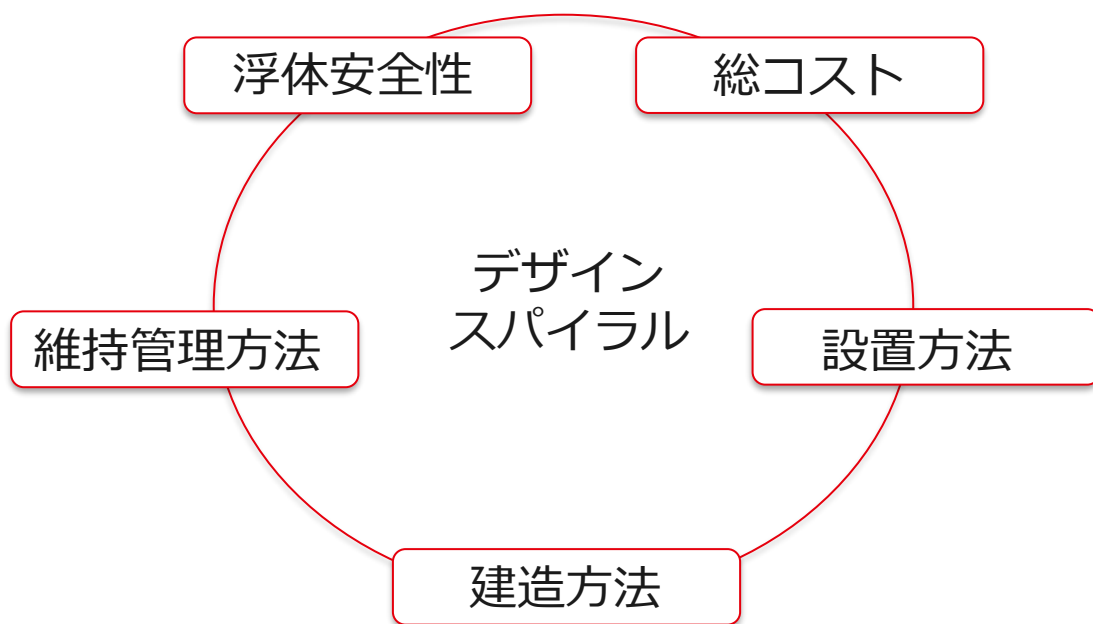 浮体安全性
総コスト
デザイン
スパイラル
維持管理方法
設置方法
建造方法